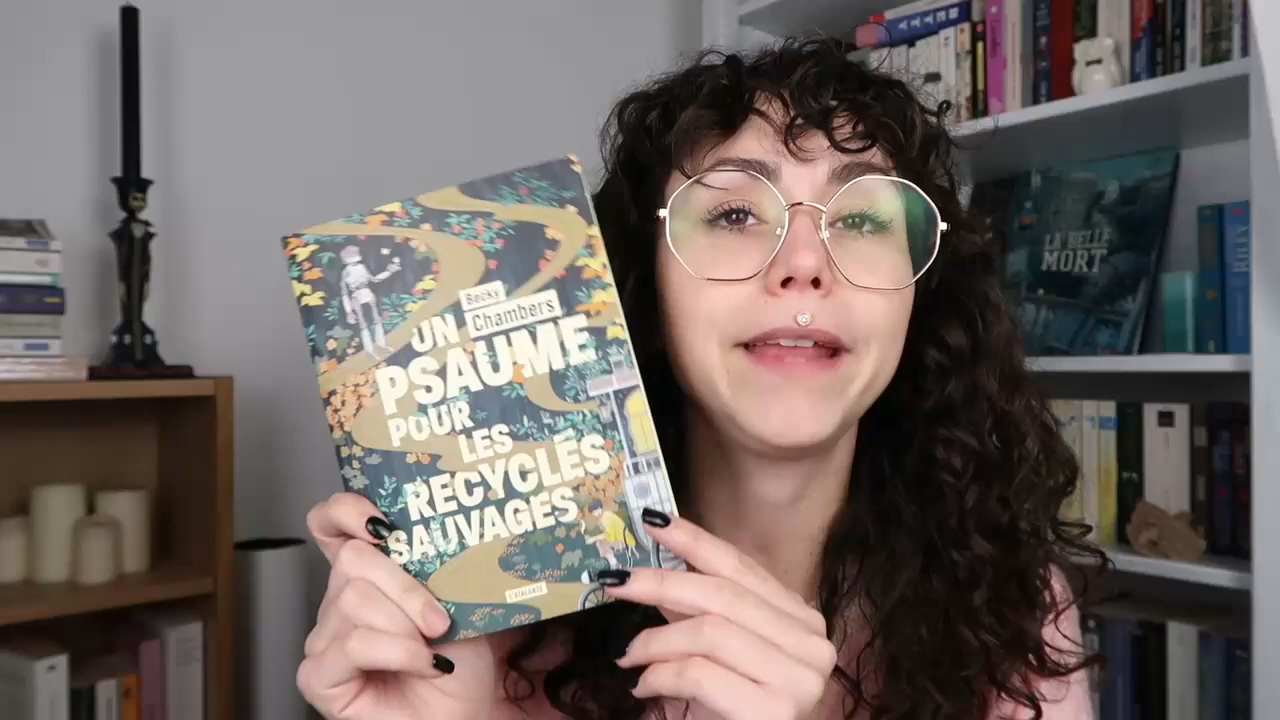 Becky
Chambers
UN
PSAUME
POUR
LES
RECYCLÉS
SAUVAGES
L'ATALANTE
LA BELLE
MORT